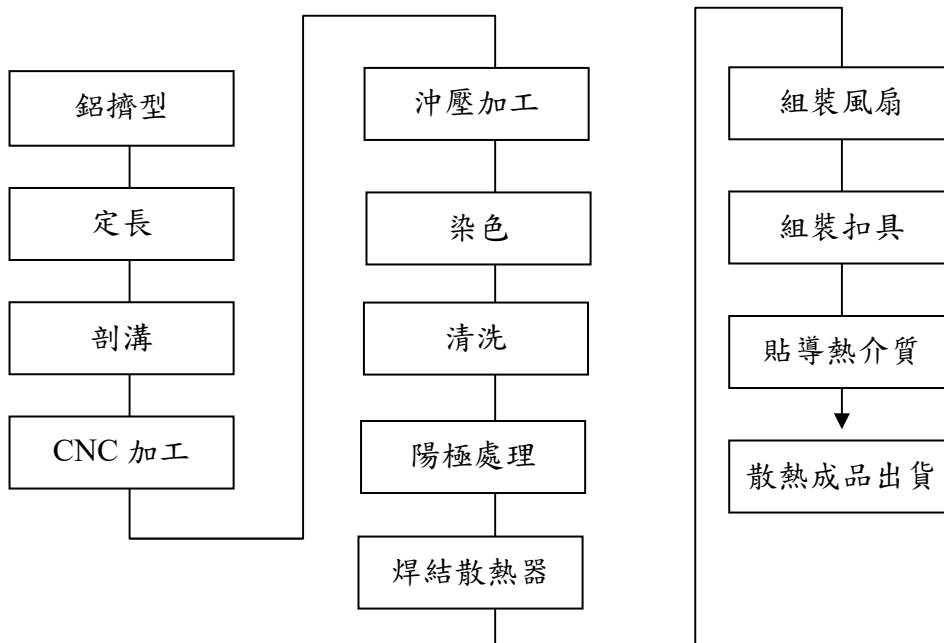 鋁擠型
定長
剖溝
CNC 加工
沖壓加工
染色
清洗
陽極處理
焊結散熱器
組裝風扇
組裝扣具
貼導熱介質
散熱成品出貨